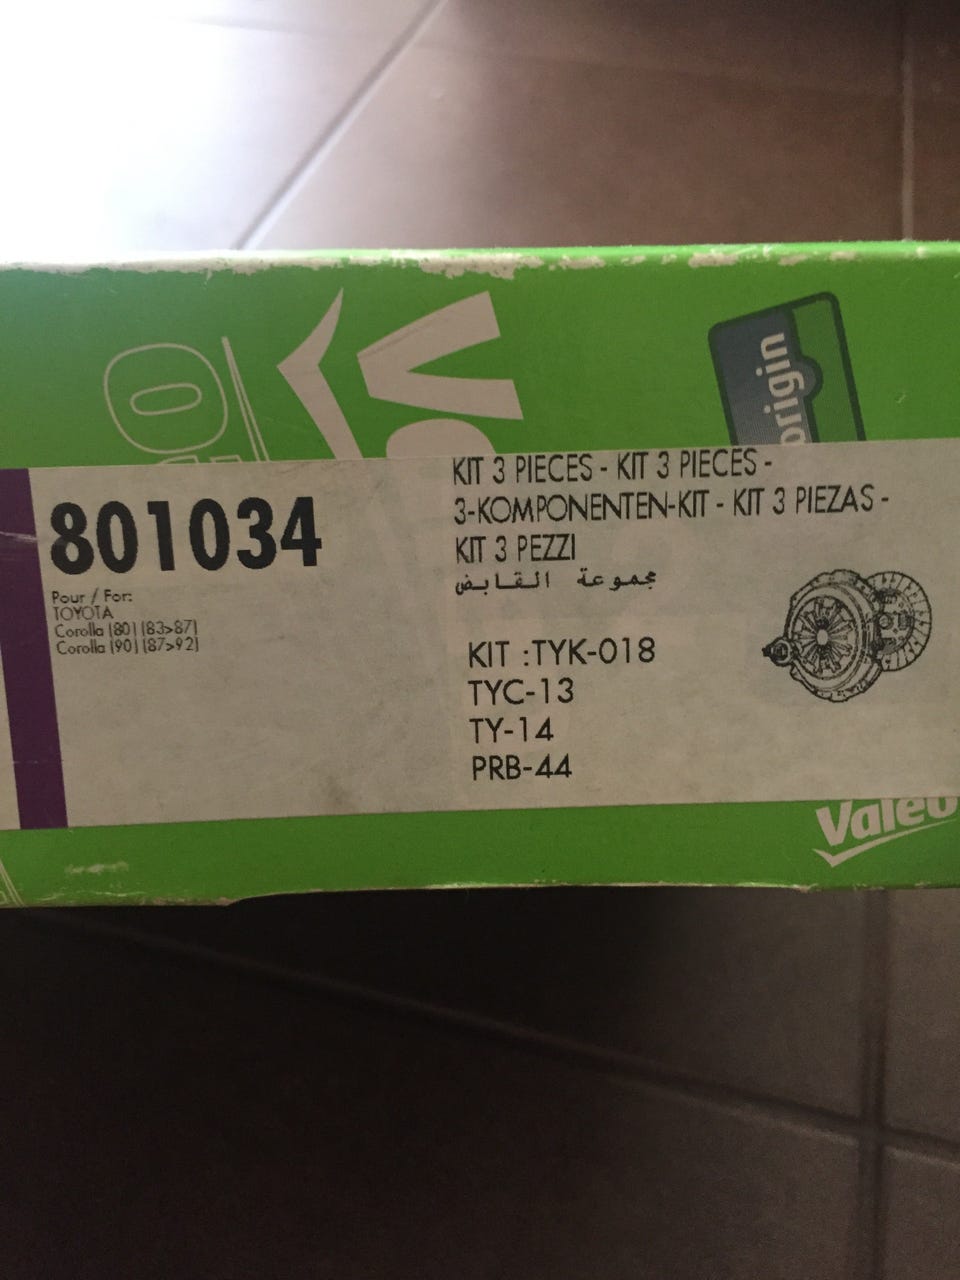 origin
801034
Pour / For:
TOYOTA
Corolla (80) (83>87)
Corolla (90) (87>92)
KIT 3 PIECES - KIT 3 PIECES -
3-KOMPONENTEN-KIT - KIT 3 PIEZAS -
KIT 3 PEZZI
مجموعة القابض
KIT :TYK-018
TYC-13
TY-14
PRB-44
Valeo